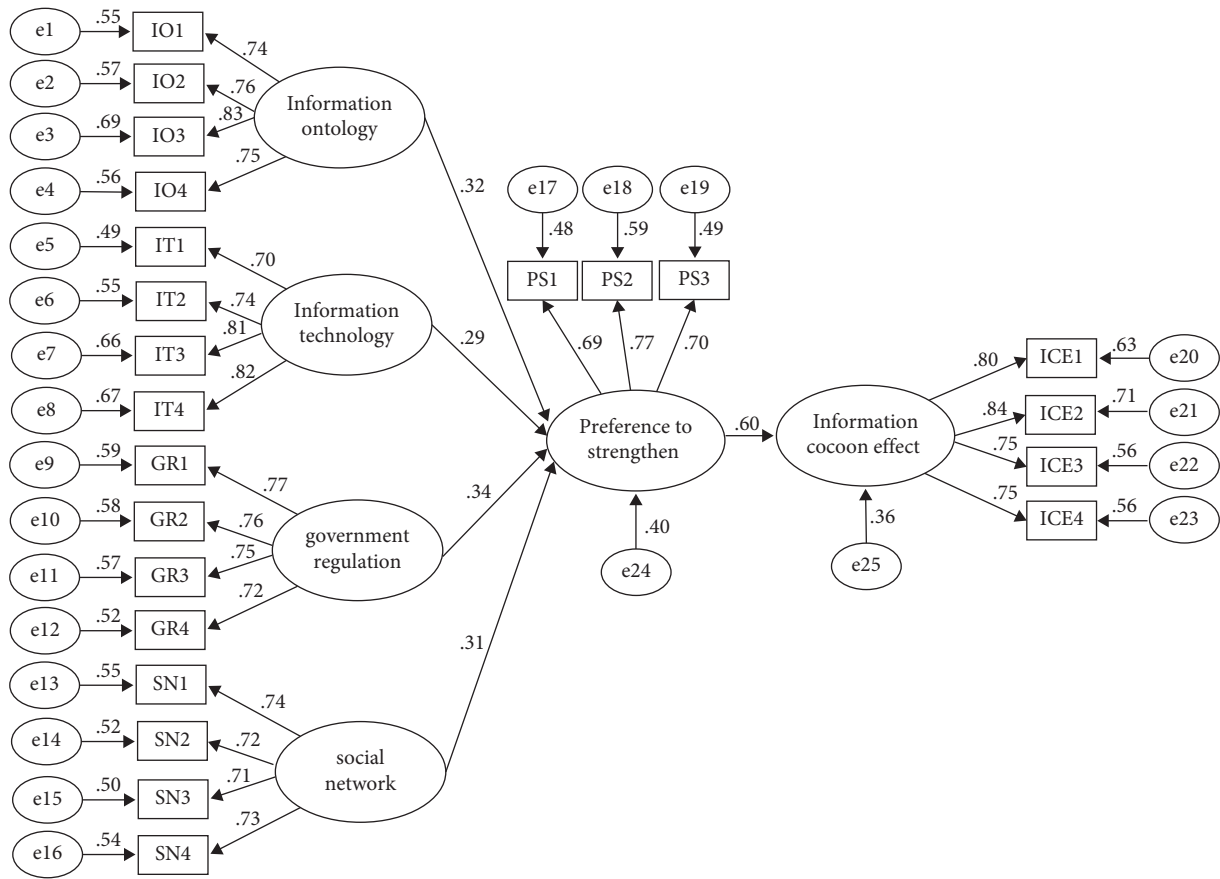 e1 .55 IO1
.74
e2 .57 IO2
.76
e3 .69 IO3
.83
e4 .56 IO4
.75
Information
ontology
.32
e5 .49 IT1
.70
e6 .55 IT2
.74
e7 .66 IT3
.81
e8 .67 IT4
.82
Information
technology
.29
e9 .59 GR1
.77
e10 .58 GR2
.76
e11 .57 GR3
.75
e12 .52 GR4
.72
government
regulation
.34
e13 .55 SN1
.74
e14 .52 SN2
.72
e15 .50 SN3
.71
e16 .54 SN4
.73
social
network
.31
e17 e18 e19
.48 .59 .49
PS1 PS2 PS3
.69 .77 .70
Preference to
strengthen
.40
e24
.60
Information
cocoon effect
.36
e25
.80 ICE1 .63 e20
.84 ICE2 .71 e21
.75 ICE3 .56 e22
.75 ICE4 .56 e23